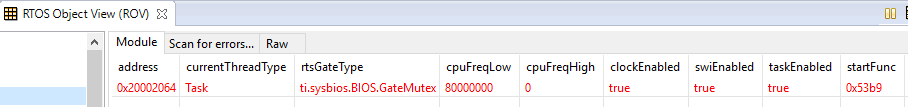 RTOS Object View (ROV)
Module Scan for errors... Raw
address currentThreadType rtsGateType cpuFreqLow cpuFreqHigh clockEnabled swiEnabled taskEnabled startFunc
0x20002064 Task ti.sysbios.BIOS.GateMutex 80000000 0 true true true 0x53b9